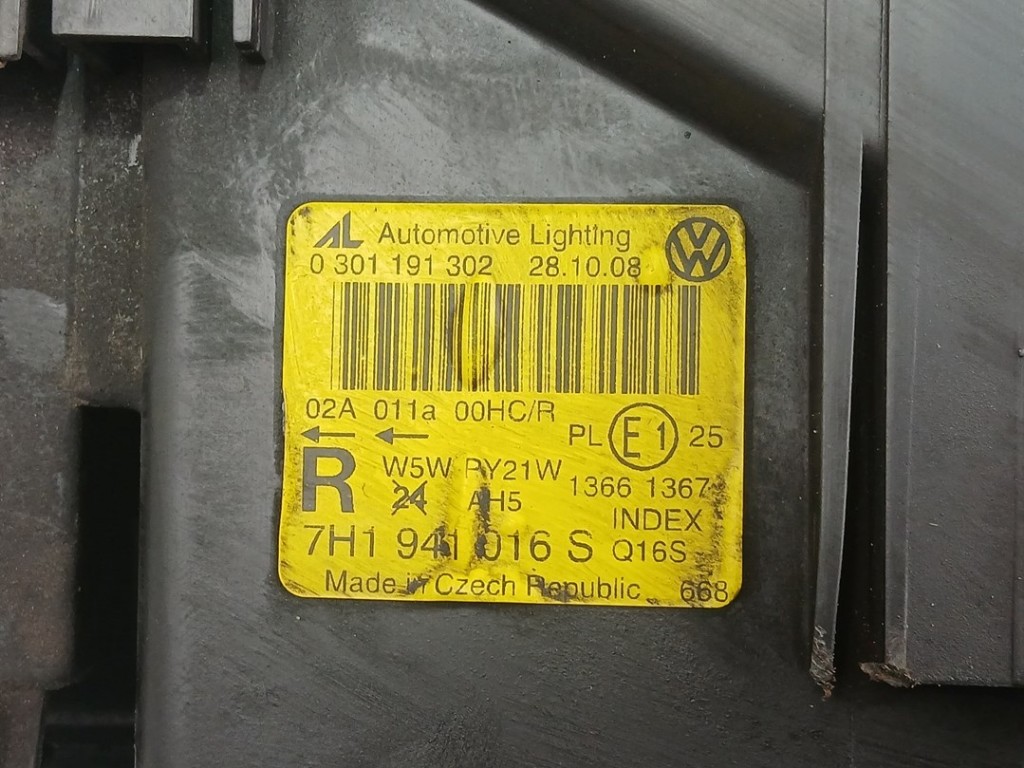 AL Automotive Lighting
0 301 191 302 28.10.08
02A 011a 00HC/R
PL E1 25
R W5W PY21W
24 AH5
1366 1367
INDEX
7H1 941 016 S Q16S
Made in Czech Republic 668